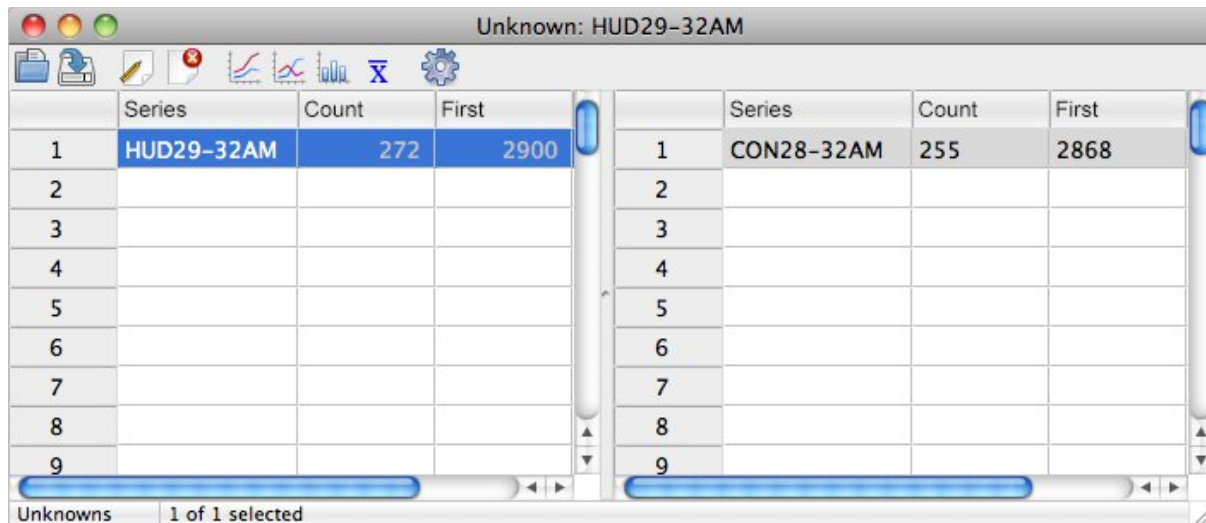 Unknown: HUD29-32AM
X
Series Count First Series Count First
1 HUD29-32AM 272 2900 1 CON28-32AM 255 2868
2 2
3 3
4 4
5 5
6 6
7 7
8 8
9 9
Unknowns 1 of 1 selected